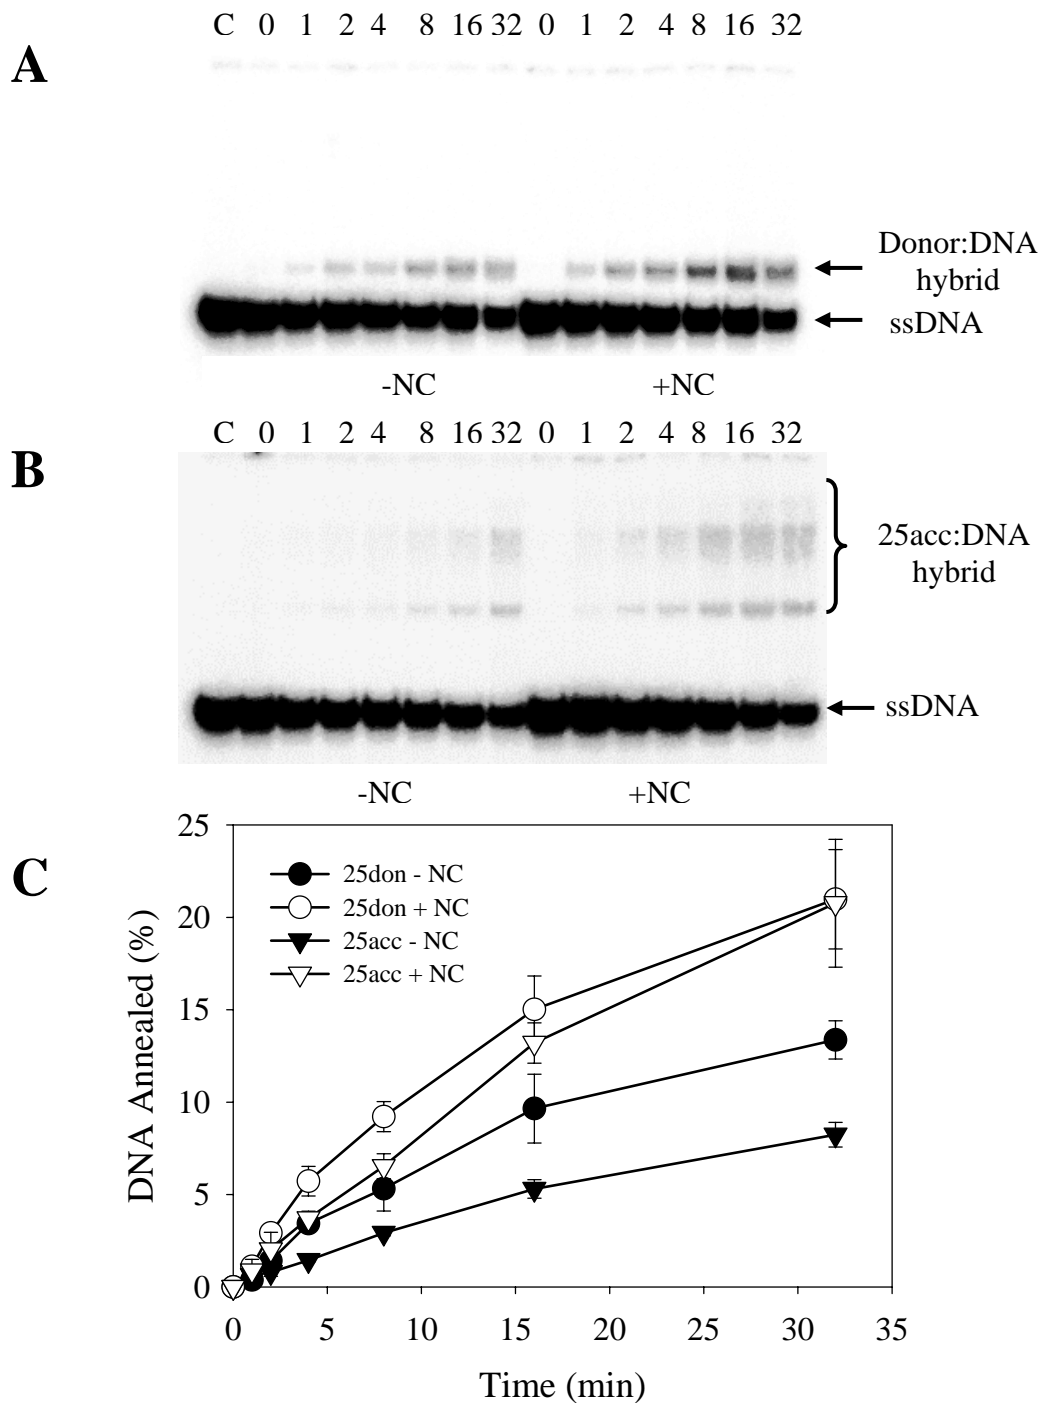 C 0 1 2 4 8 16 32 0 1 2 4 8 16 32
A
Donor:DNA
hybrid
ssDNA
-NC +NC
C 0 1 2 4 8 16 32 0 1 2 4 8 16 32
B
25acc:DNA
hybrid
ssDNA
-NC +NC
C
25
20
15
10
5
0
DNA Annealed (%)
25don - NC
25don + NC
25acc - NC
25acc + NC
0 5 10 15 20 25 30 35
Time (min)